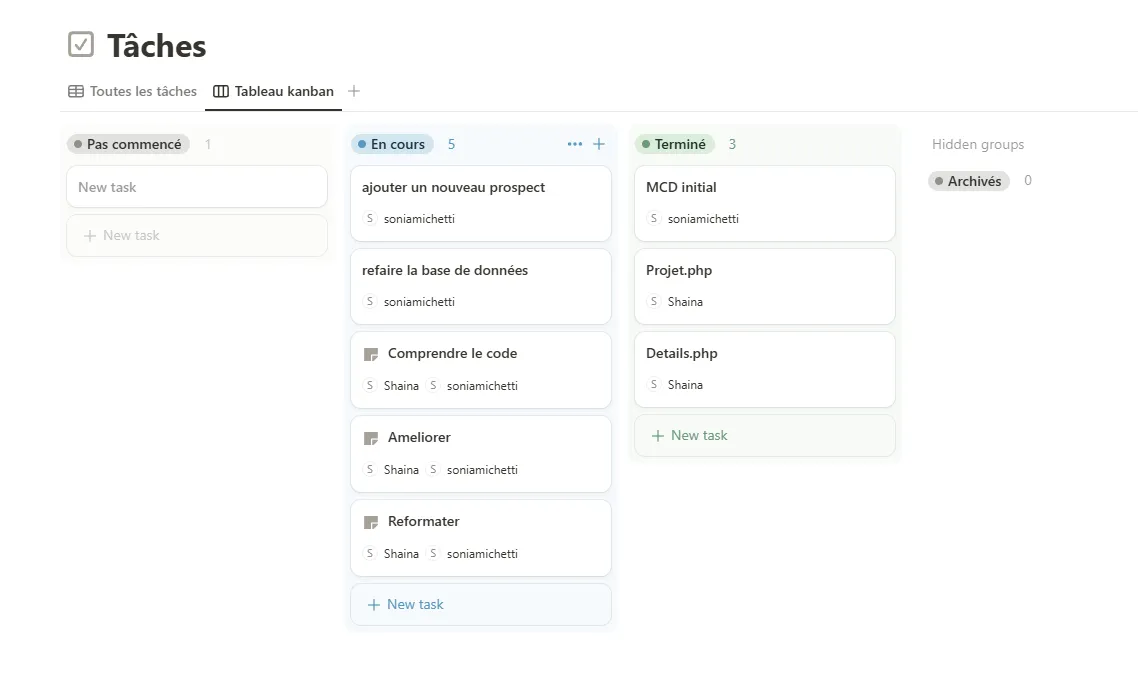 Tâches
Toutes les tâches
Tableau kanban
Pas commencé 1
New task
New task
En cours 5
ajouter un nouveau prospect
S soniamichetti
refaire la base de données
S soniamichetti
Comprendre le code
S Shaina S soniamichetti
Ameliorer
S Shaina S soniamichetti
Reformater
S Shaina S soniamichetti
New task
Terminé 3
MCD initial
S soniamichetti
Projet.php
S Shaina
Details.php
S Shaina
New task
Hidden groups
Archivés 0